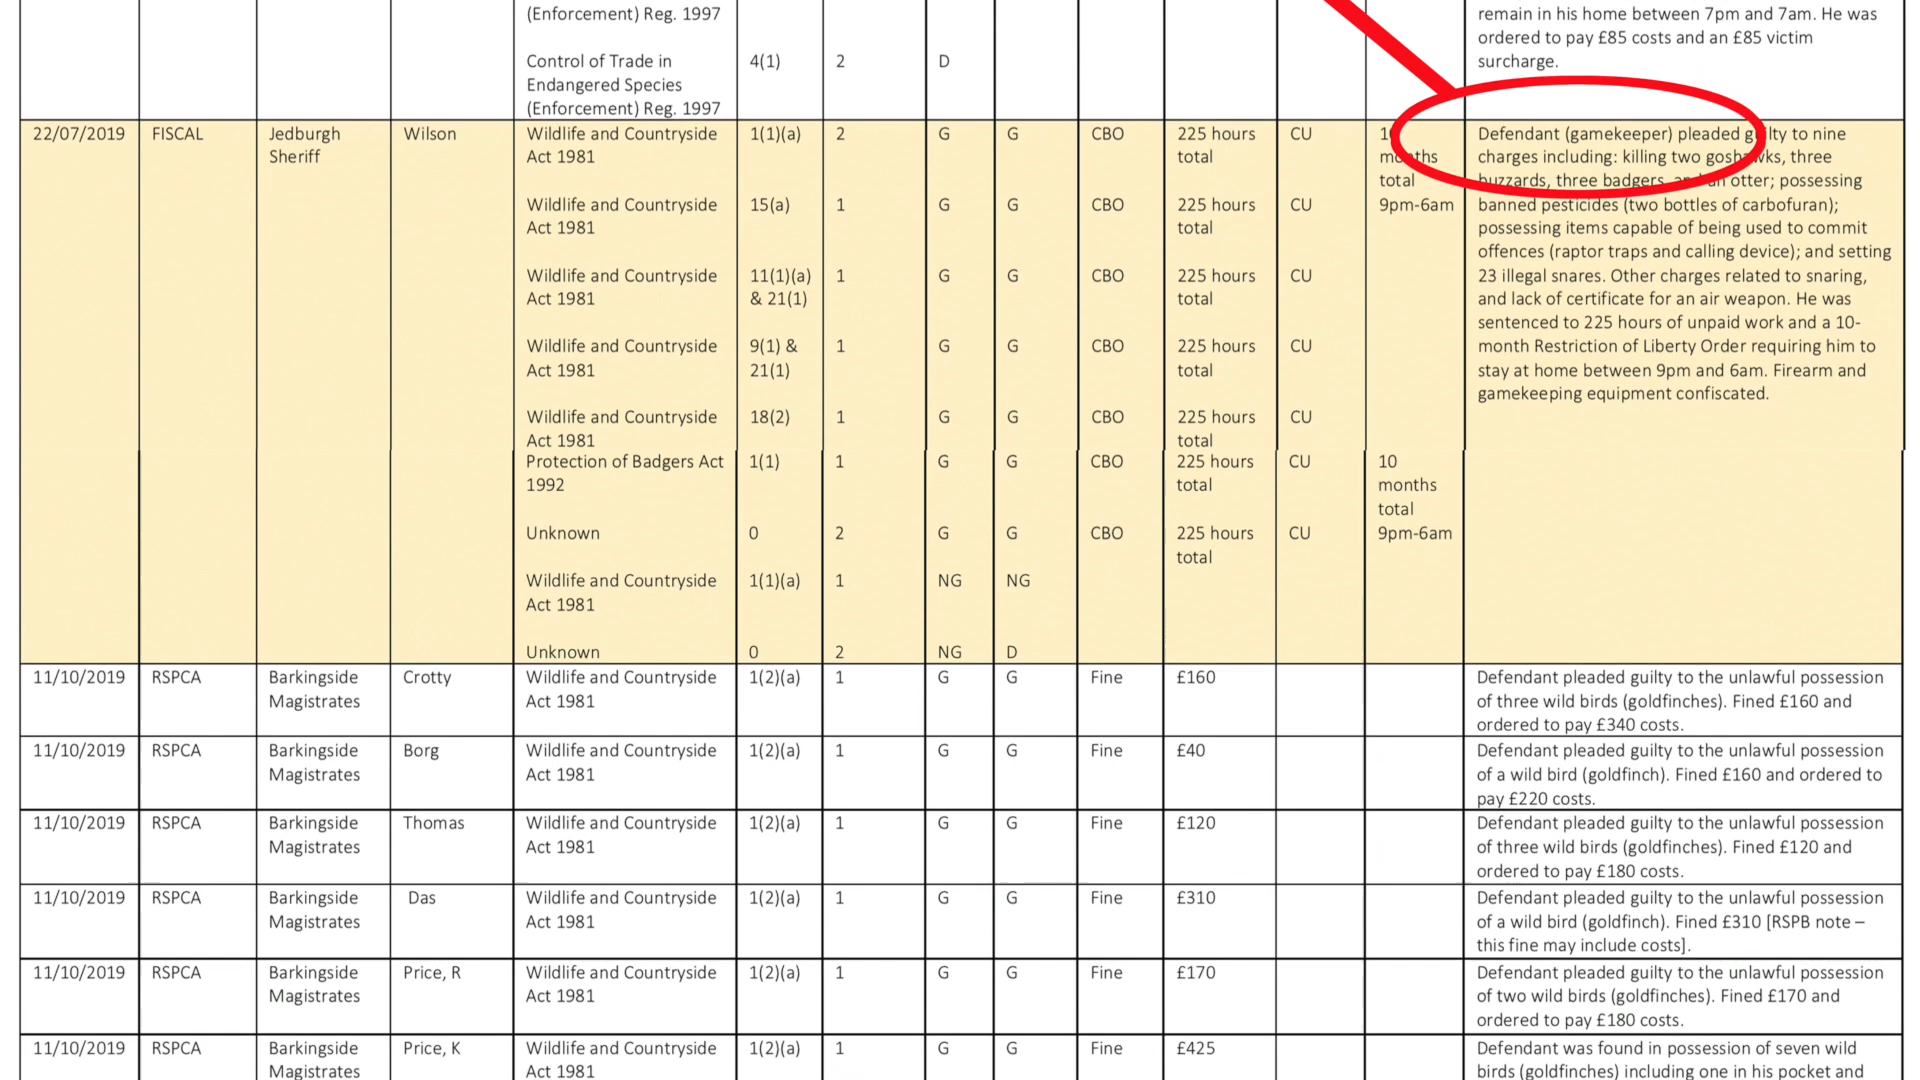 (Enforcement) Reg. 1997
remain in his home between 7pm and 7am. He was
ordered to pay £85 costs and an £85 victim
surcharge.
Control of Trade in 4(1) 2 D
Endangered Species
(Enforcement) Reg. 1997
22/07/2019 FISCAL Jedburgh Sheriff Wilson
Wildlife and Countryside 1(1)(a) 2 G G CBO 225 hours CU
Act 1981 total
10
months
total
9pm-6am
Wildlife and Countryside 15(a) 1 G G CBO 225 hours CU
Act 1981 total
Wildlife and Countryside 11(1)(a) 1 G G CBO 225 hours CU
Act 1981 & 21(1) total
Wildlife and Countryside 9(1) & 1 G G CBO 225 hours CU
Act 1981 21(1) total
Wildlife and Countryside 18(2) 1 G G CBO 225 hours CU
Act 1981 total
Defendant (gamekeeper) pleaded guilty to nine
charges including: killing two goshawks, three
buzzards, three badgers, and an otter; possessing
banned pesticides (two bottles of carbofuran);
possessing items capable of being used to commit
offences (raptor traps and calling device); and setting
23 illegal snares. Other charges related to snaring,
and lack of certificate for an air weapon. He was
sentenced to 225 hours of unpaid work and a 10-
month Restriction of Liberty Order requiring him to
stay at home between 9pm and 6am. Firearm and
gamekeeping equipment confiscated.
Protection of Badgers Act 1(1) 1 G G CBO 225 hours CU 10
1992 total months
total
Unknown 0 2 G G CBO 225 hours CU 9pm-6am
total
Wildlife and Countryside 1(1)(a) 1 NG NG
Act 1981
Unknown 0 2 NG D
11/10/2019 RSPCA Barkingside Crotty Wildlife and Countryside 1(2)(a) 1 G G Fine £160 Defendant pleaded guilty to the unlawful possession
Magistrates Act 1981 of three wild birds (goldfinches). Fined £160 and
ordered to pay £340 costs.
11/10/2019 RSPCA Barkingside Borg Wildlife and Countryside 1(2)(a) 1 G G Fine £40 Defendant pleaded guilty to the unlawful possession
Magistrates Act 1981 of a wild bird (goldfinch). Fined £160 and ordered to
pay £220 costs.
11/10/2019 RSPCA Barkingside Thomas Wildlife and Countryside 1(2)(a) 1 G G Fine £120 Defendant pleaded guilty to the unlawful possession
Magistrates Act 1981 of three wild birds (goldfinches). Fined £120 and
ordered to pay £180 costs.
11/10/2019 RSPCA Barkingside Das Wildlife and Countryside 1(2)(a) 1 G G Fine £310 Defendant pleaded guilty to the unlawful possession
Magistrates Act 1981 of a wild bird (goldfinch). Fined £310 [RSPB note –
this fine may include costs].
11/10/2019 RSPCA Barkingside Price, R Wildlife and Countryside 1(2)(a) 1 G G Fine £170 Defendant pleaded guilty to the unlawful possession
Magistrates Act 1981 of two wild birds (goldfinches). Fined £170 and
ordered to pay £180 costs.
11/10/2019 RSPCA Barkingside Price, K Wildlife and Countryside 1(2)(a) 1 G G Fine £425 Defendant was found in possession of seven wild
Magistrates Act 1981 birds (goldfinches) including one in his pocket and